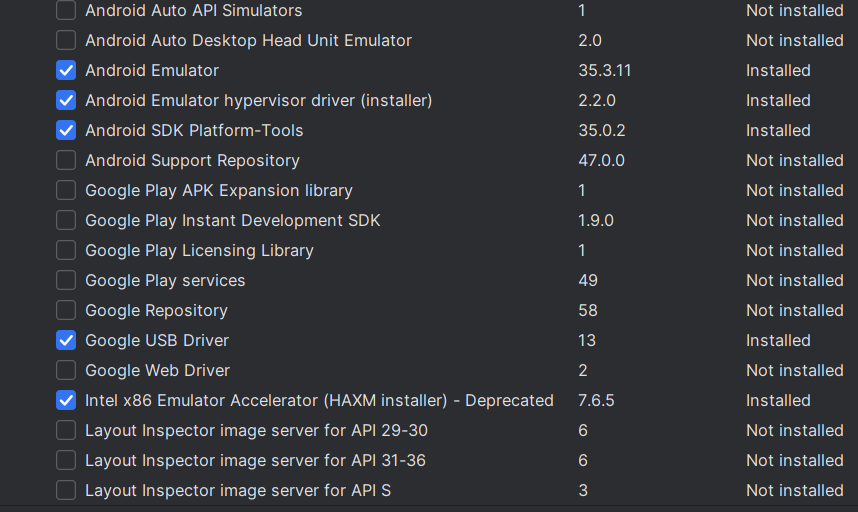 Android Auto API Simulators 1 Not installed
Android Auto Desktop Head Unit Emulator 2.0 Not installed
Android Emulator 35.3.11 Installed
Android Emulator hypervisor driver (installer) 2.2.0 Installed
Android SDK Platform-Tools 35.0.2 Installed
Android Support Repository 47.0.0 Not installed
Google Play APK Expansion library 1 Not installed
Google Play Instant Development SDK 1.9.0 Not installed
Google Play Licensing Library 1 Not installed
Google Play services 49 Not installed
Google Repository 58 Not installed
Google USB Driver 13 Installed
Google Web Driver 2 Not installed
Intel x86 Emulator Accelerator (HAXM installer) - Deprecated 7.6.5 Installed
Layout Inspector image server for API 29-30 6 Not installed
Layout Inspector image server for API 31-36 6 Not installed
Layout Inspector image server for API S 3 Not installed